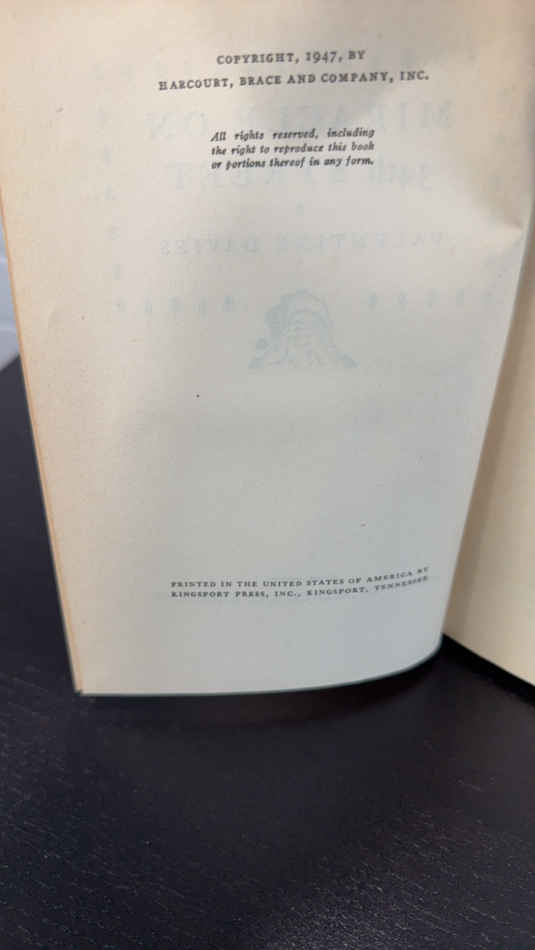 COPYRIGHT, 1947, BY
HARCOURT, BRACE AND COMPANY, INC.
All rights reserved, including
the right to reproduce this book
or portions thereof in any form.
PRINTED IN THE UNITED STATES OF AMERICA BY
KINGSPORT PRESS, INC., KINGSPORT, TENNESSEE